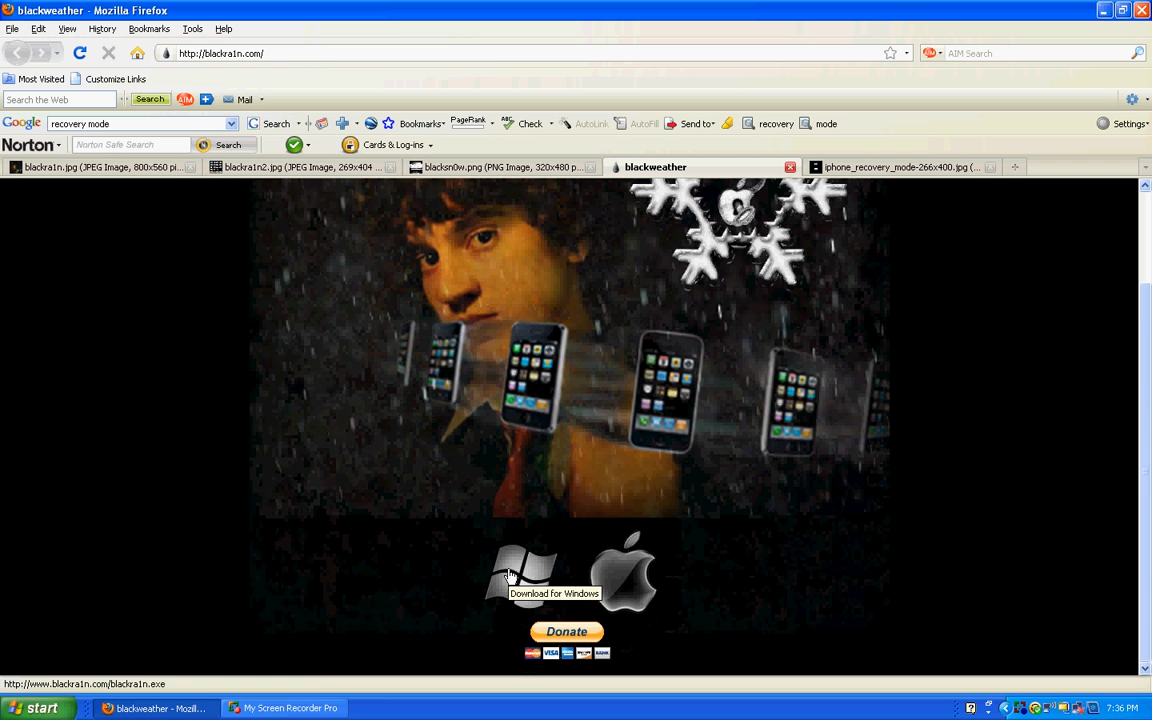 blackweather - Mozilla Firefox
File Edit View History Bookmarks Tools Help
http://blackra1n.com/ AIM Search
Most Visited Customize Links
Search the Web Search AIM Mail
Google recovery mode Search Bookmarks PageRank Check AutoLink AutoFill Send to recovery mode Settings
Norton Norton Safe Search Search Cards & Log-ins
blackra1n.jpg (JPEG Image, 800x560 pi... blackra1n2.jpg (JPEG Image, 269x404 ... blacksn0w.png (PNG Image, 320x480 p... blackweather iphone_recovery_mode-266x400.jpg (...
Download for Windows
Donate
VISA
http://www.blackra1n.com/blackra1n.exe
start blackweather - Mozill... My Screen Recorder Pro 7:36 PM